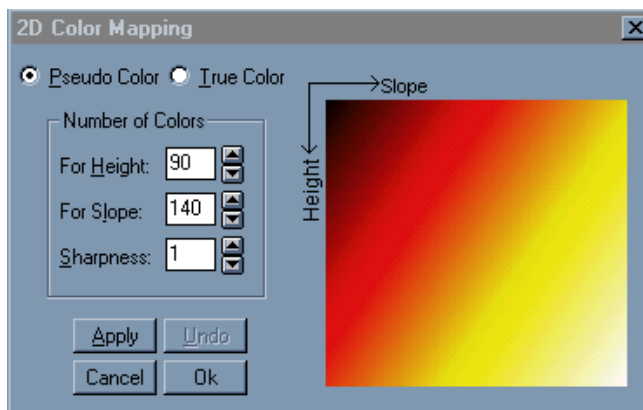 2D Color Mapping
Pseudo Color True Color
Slope
Number of Colors
For Height: 90
For Slope: 140
Sharpness: 1
Height
Apply Undo
Cancel Ok